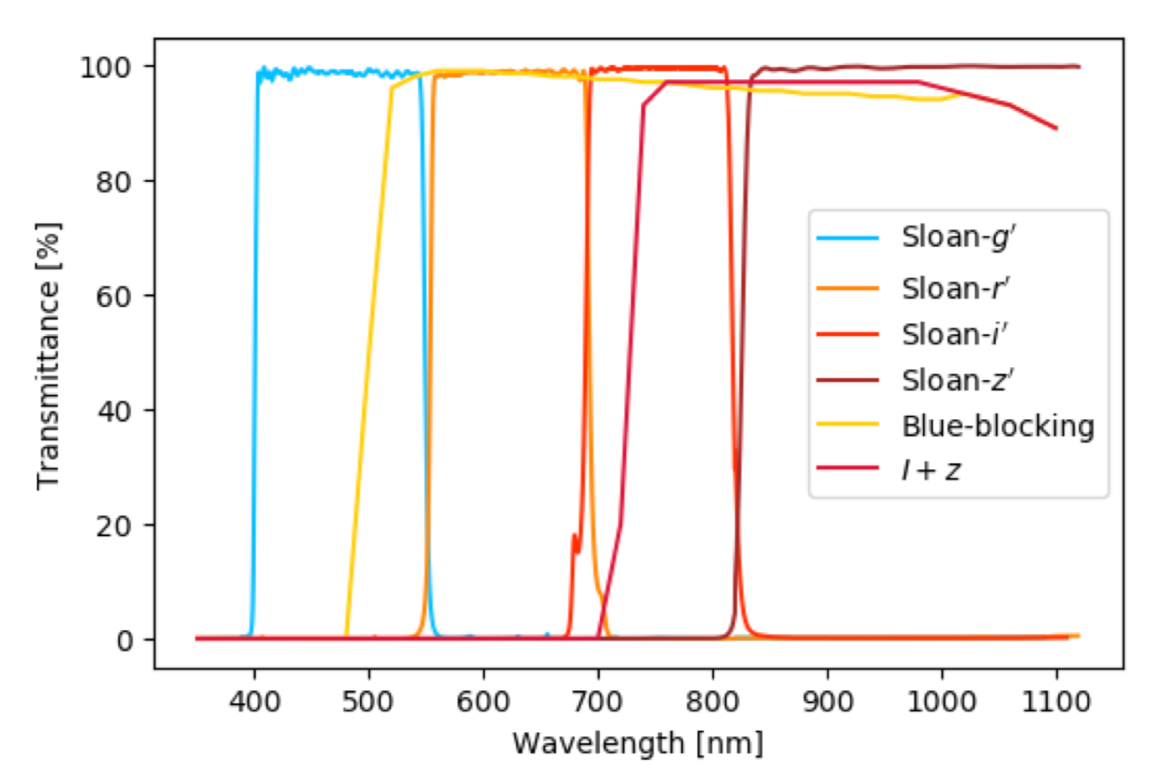 100
80
60
40
20
0
Transmittance [%]
Sloan-g′
Sloan-r′
Sloan-i′
Sloan-z′
Blue-blocking
I + z
400 500 600 700 800 900 1000 1100
Wavelength [nm]